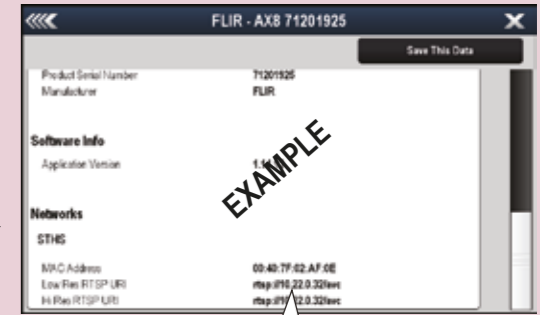 FLIR - AX8 71201925
Save This Data
Product Serial Number 71201925
Manufacturer FLIR
Software Info
Application Version
EXAMPLE
Networks
STHIS
MAC Address 00:40:7F:02:AF:0E
Low Res RTSP URI
Hi Res RTSP URI